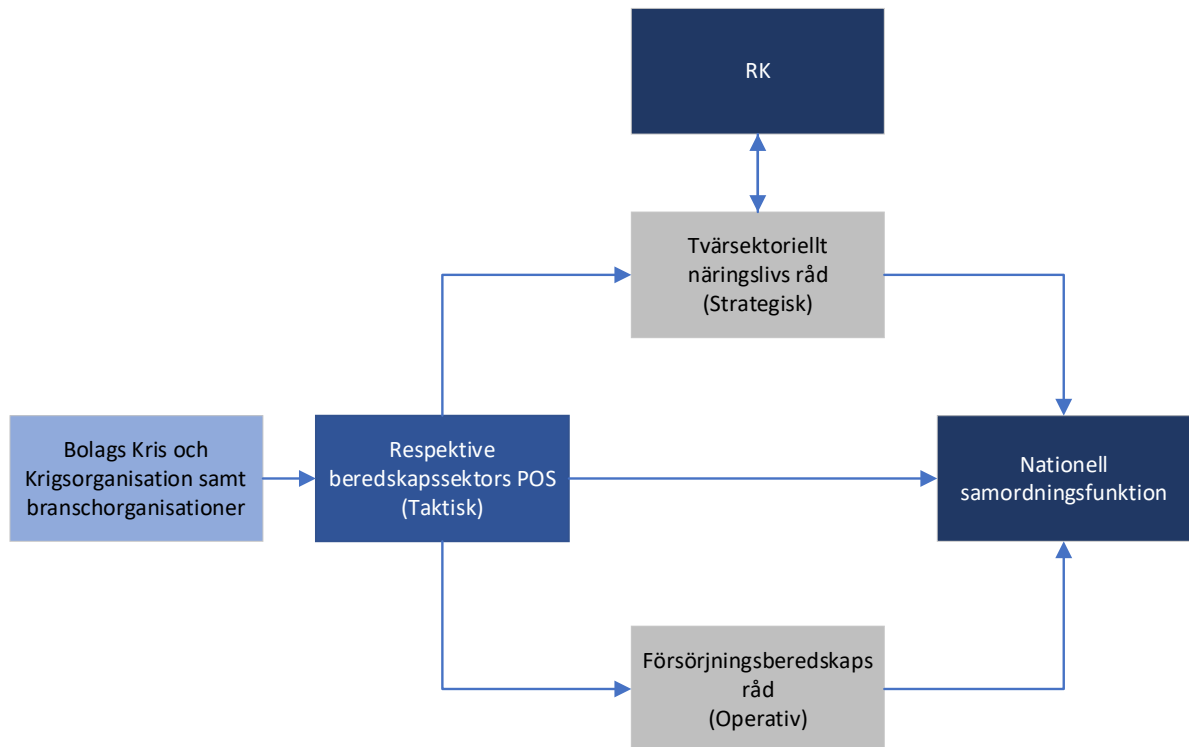 RK
Tvärsektoriellt
näringslivs råd
(Strategisk)
Bolags Kris och
Krigsorganisation samt
branschorganisationer
Respektive
beredskapssektors POS
(Taktisk)
Nationell
samordningsfunktion
Försörjningsberedskaps
råd
(Operativ)